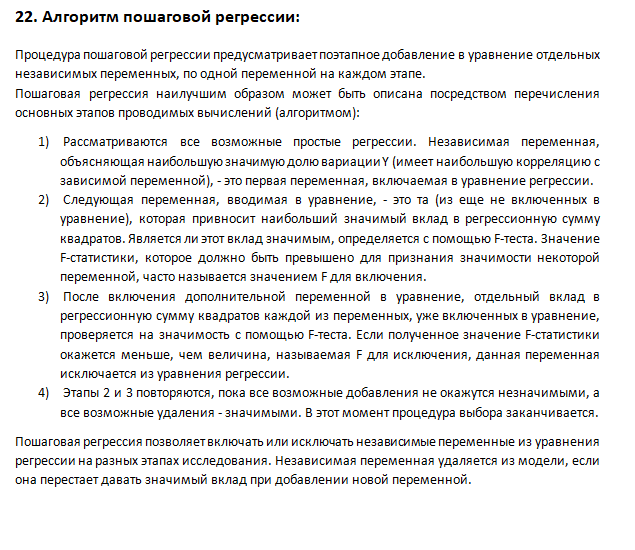 22. Алгоритм пошаговой регрессии:
Процедура пошаговой регрессии предусматривает поэтапное добавление в уравнение отдельных
независимых переменных, по одной переменной на каждом этапе.
Пошаговая регрессия наилучшим образом может быть описана посредством перечисления
основных этапов проводимых вычислений (алгоритмом):
1) Рассматриваются все возможные простые регрессии. Независимая переменная,
объясняющая наибольшую значимую долю вариации Y (имеет наибольшую корреляцию с
зависимой переменной), - это первая переменная, включаемая в уравнение регрессии.
2) Следующая переменная, вводимая в уравнение, - это та (из еще не включенных в
уравнение), которая привносит наибольший значимый вклад в регрессионную сумму
квадратов. Является ли этот вклад значимым, определяется с помощью F-теста. Значение
F-статистики, которое должно быть превышено для признания значимости некоторой
переменной, часто называется значением F для включения.
3) После включения дополнительной переменной в уравнение, отдельный вклад в
регрессионную сумму квадратов каждой из переменных, уже включенных в уравнение,
проверяется на значимость с помощью F-теста. Если полученное значение F-статистики
окажется меньше, чем величина, называемая F для исключения, данная переменная
исключается из уравнения регрессии.
4) Этапы 2 и 3 повторяются, пока все возможные добавления не окажутся незначимыми, а
все возможные удаления - значимыми. В этот момент процедура выбора заканчивается.
Пошаговая регрессия позволяет включать или исключать независимые переменные из уравнения
регрессии на разных этапах исследования. Независимая переменная удаляется из модели, если
она перестает давать значимый вклад при добавлении новой переменной.